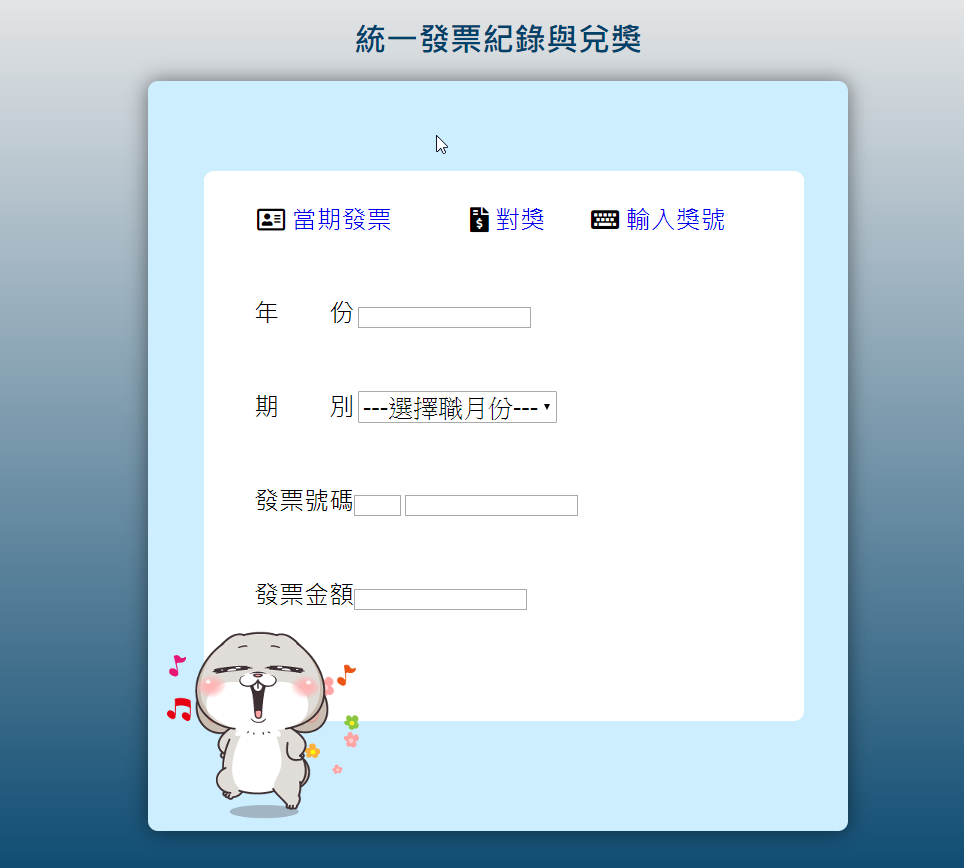 統一發票紀錄與兌獎
當期發票 對獎 輸入獎號
年 份
期 別 ---選擇職月份---
發票號碼
發票金額